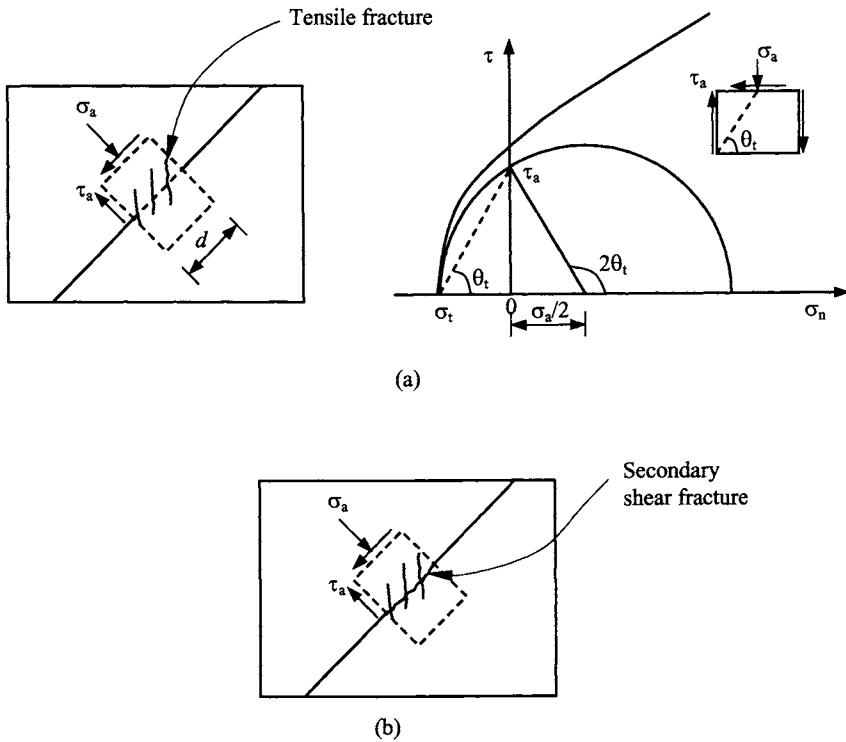 Tensile fracture
σₐ
τₐ
d
τ
τₐ
σₜ
0
σₐ/2
θₜ
2θₜ
σₙ
σₐ
τₐ
θₜ
(a)
Secondary
shear fracture
σₐ
τₐ
(b)